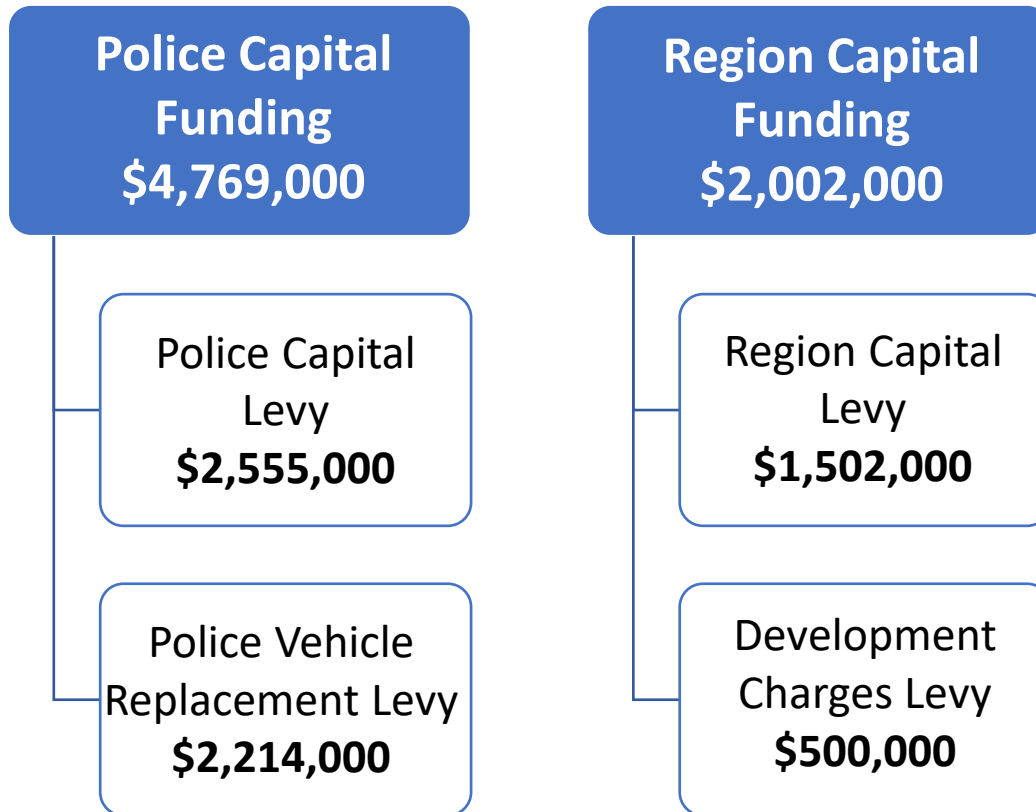 Police Capital
Funding
$4,769,000
Police Capital
Levy
$2,555,000
Police Vehicle
Replacement Levy
$2,214,000
Region Capital
Funding
$2,002,000
Region Capital
Levy
$1,502,000
Development
Charges Levy
$500,000